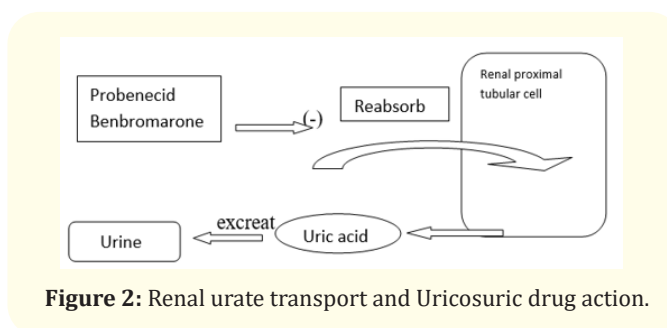 Probenecid
Benbromarone
(-)
Reabsorb
Renal proximal
tubular cell
Urine
excreat
Uric acid
Figure 2: Renal urate transport and Uricosuric drug action.